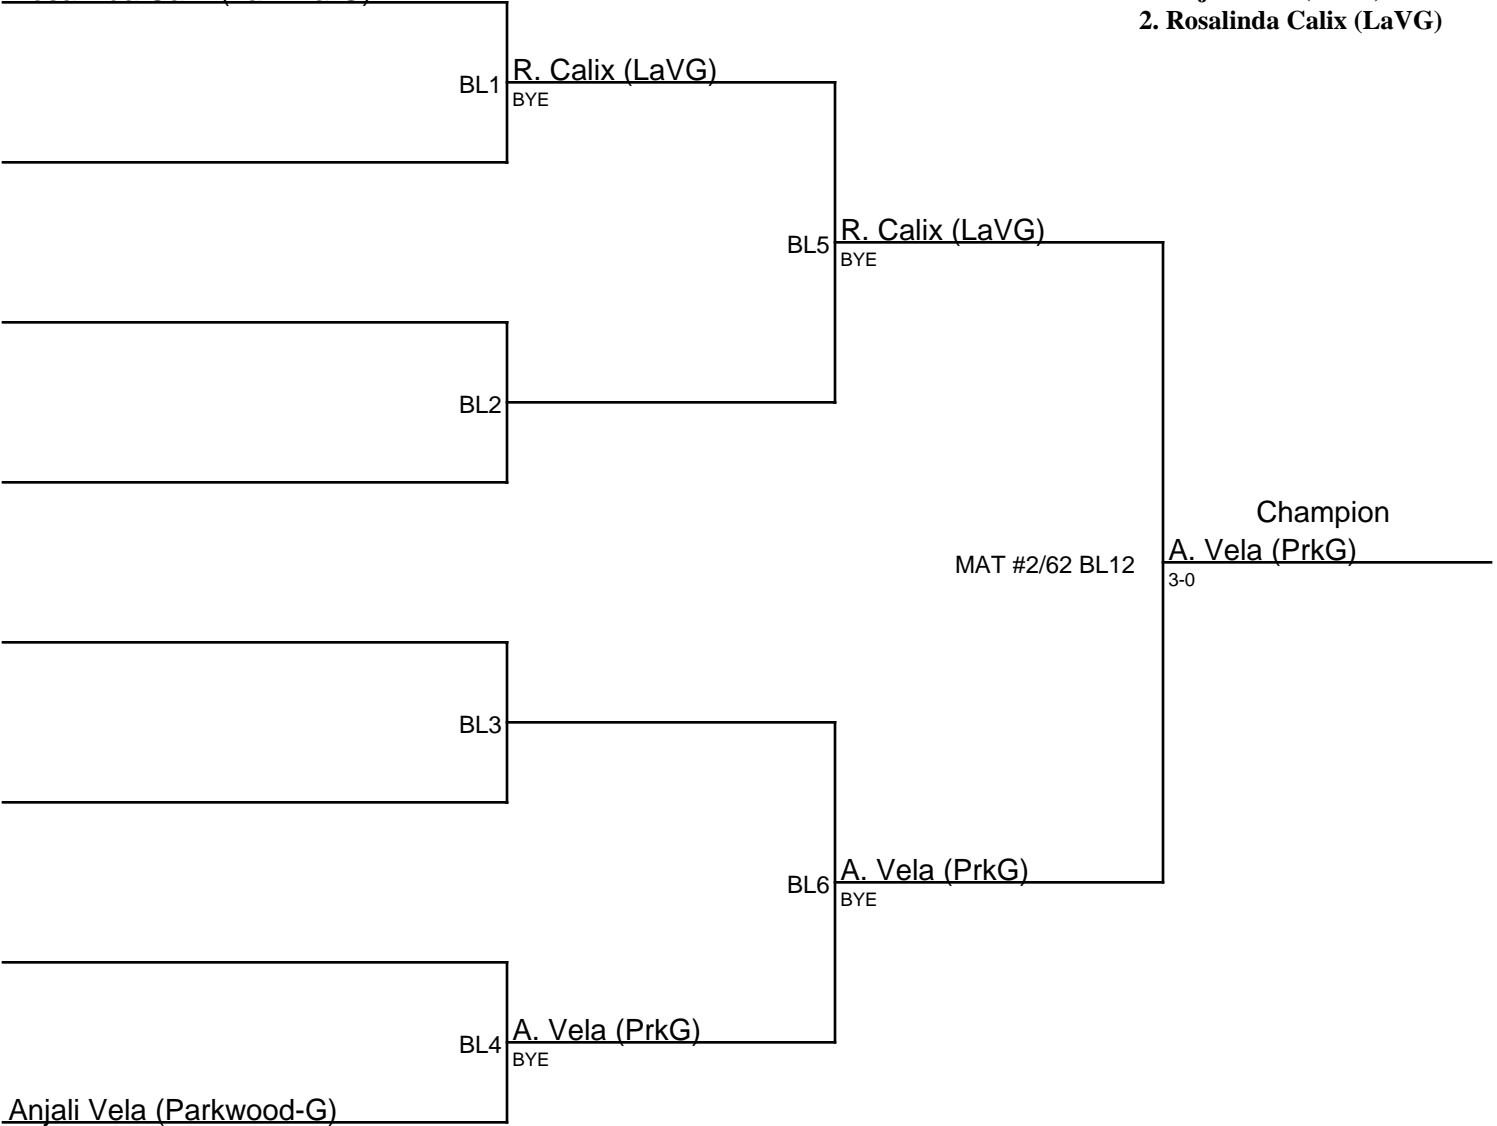 2. Rosalinda Calix (LaVG)
BL1
R. Calix (LaVG)
BYE
BL5
R. Calix (LaVG)
BYE
BL2
Champion
MAT #2/62 BL12
A. Vela (PrkG)
3-0
BL3
BL6
A. Vela (PrkG)
BYE
BL4
A. Vela (PrkG)
BYE
Anjali Vela (Parkwood-G)